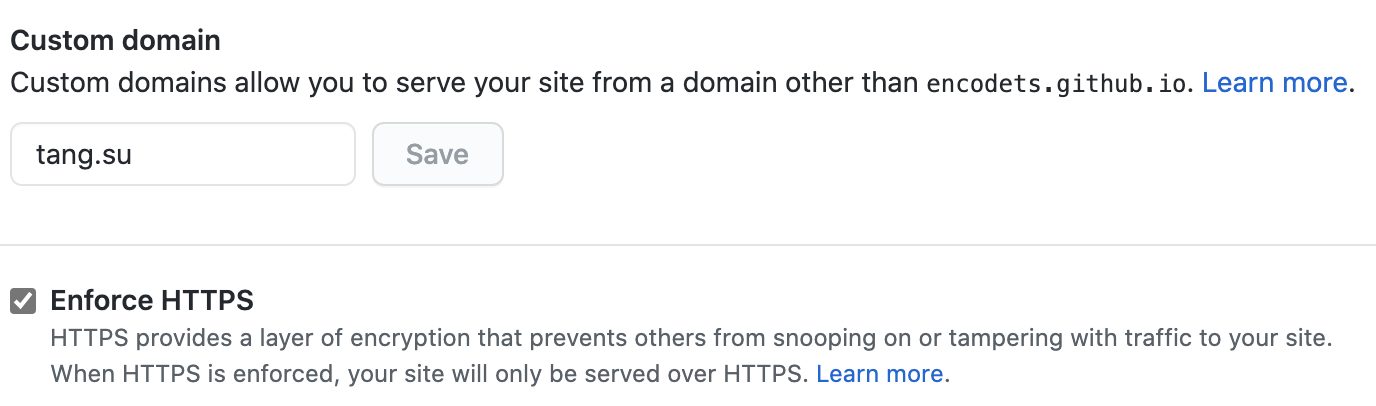 Custom domain
Custom domains allow you to serve your site from a domain other than encodets.github.io. Learn more.
tang.su
Save
Enforce HTTPS
HTTPS provides a layer of encryption that prevents others from snooping on or tampering with traffic to your site.
When HTTPS is enforced, your site will only be served over HTTPS. Learn more.